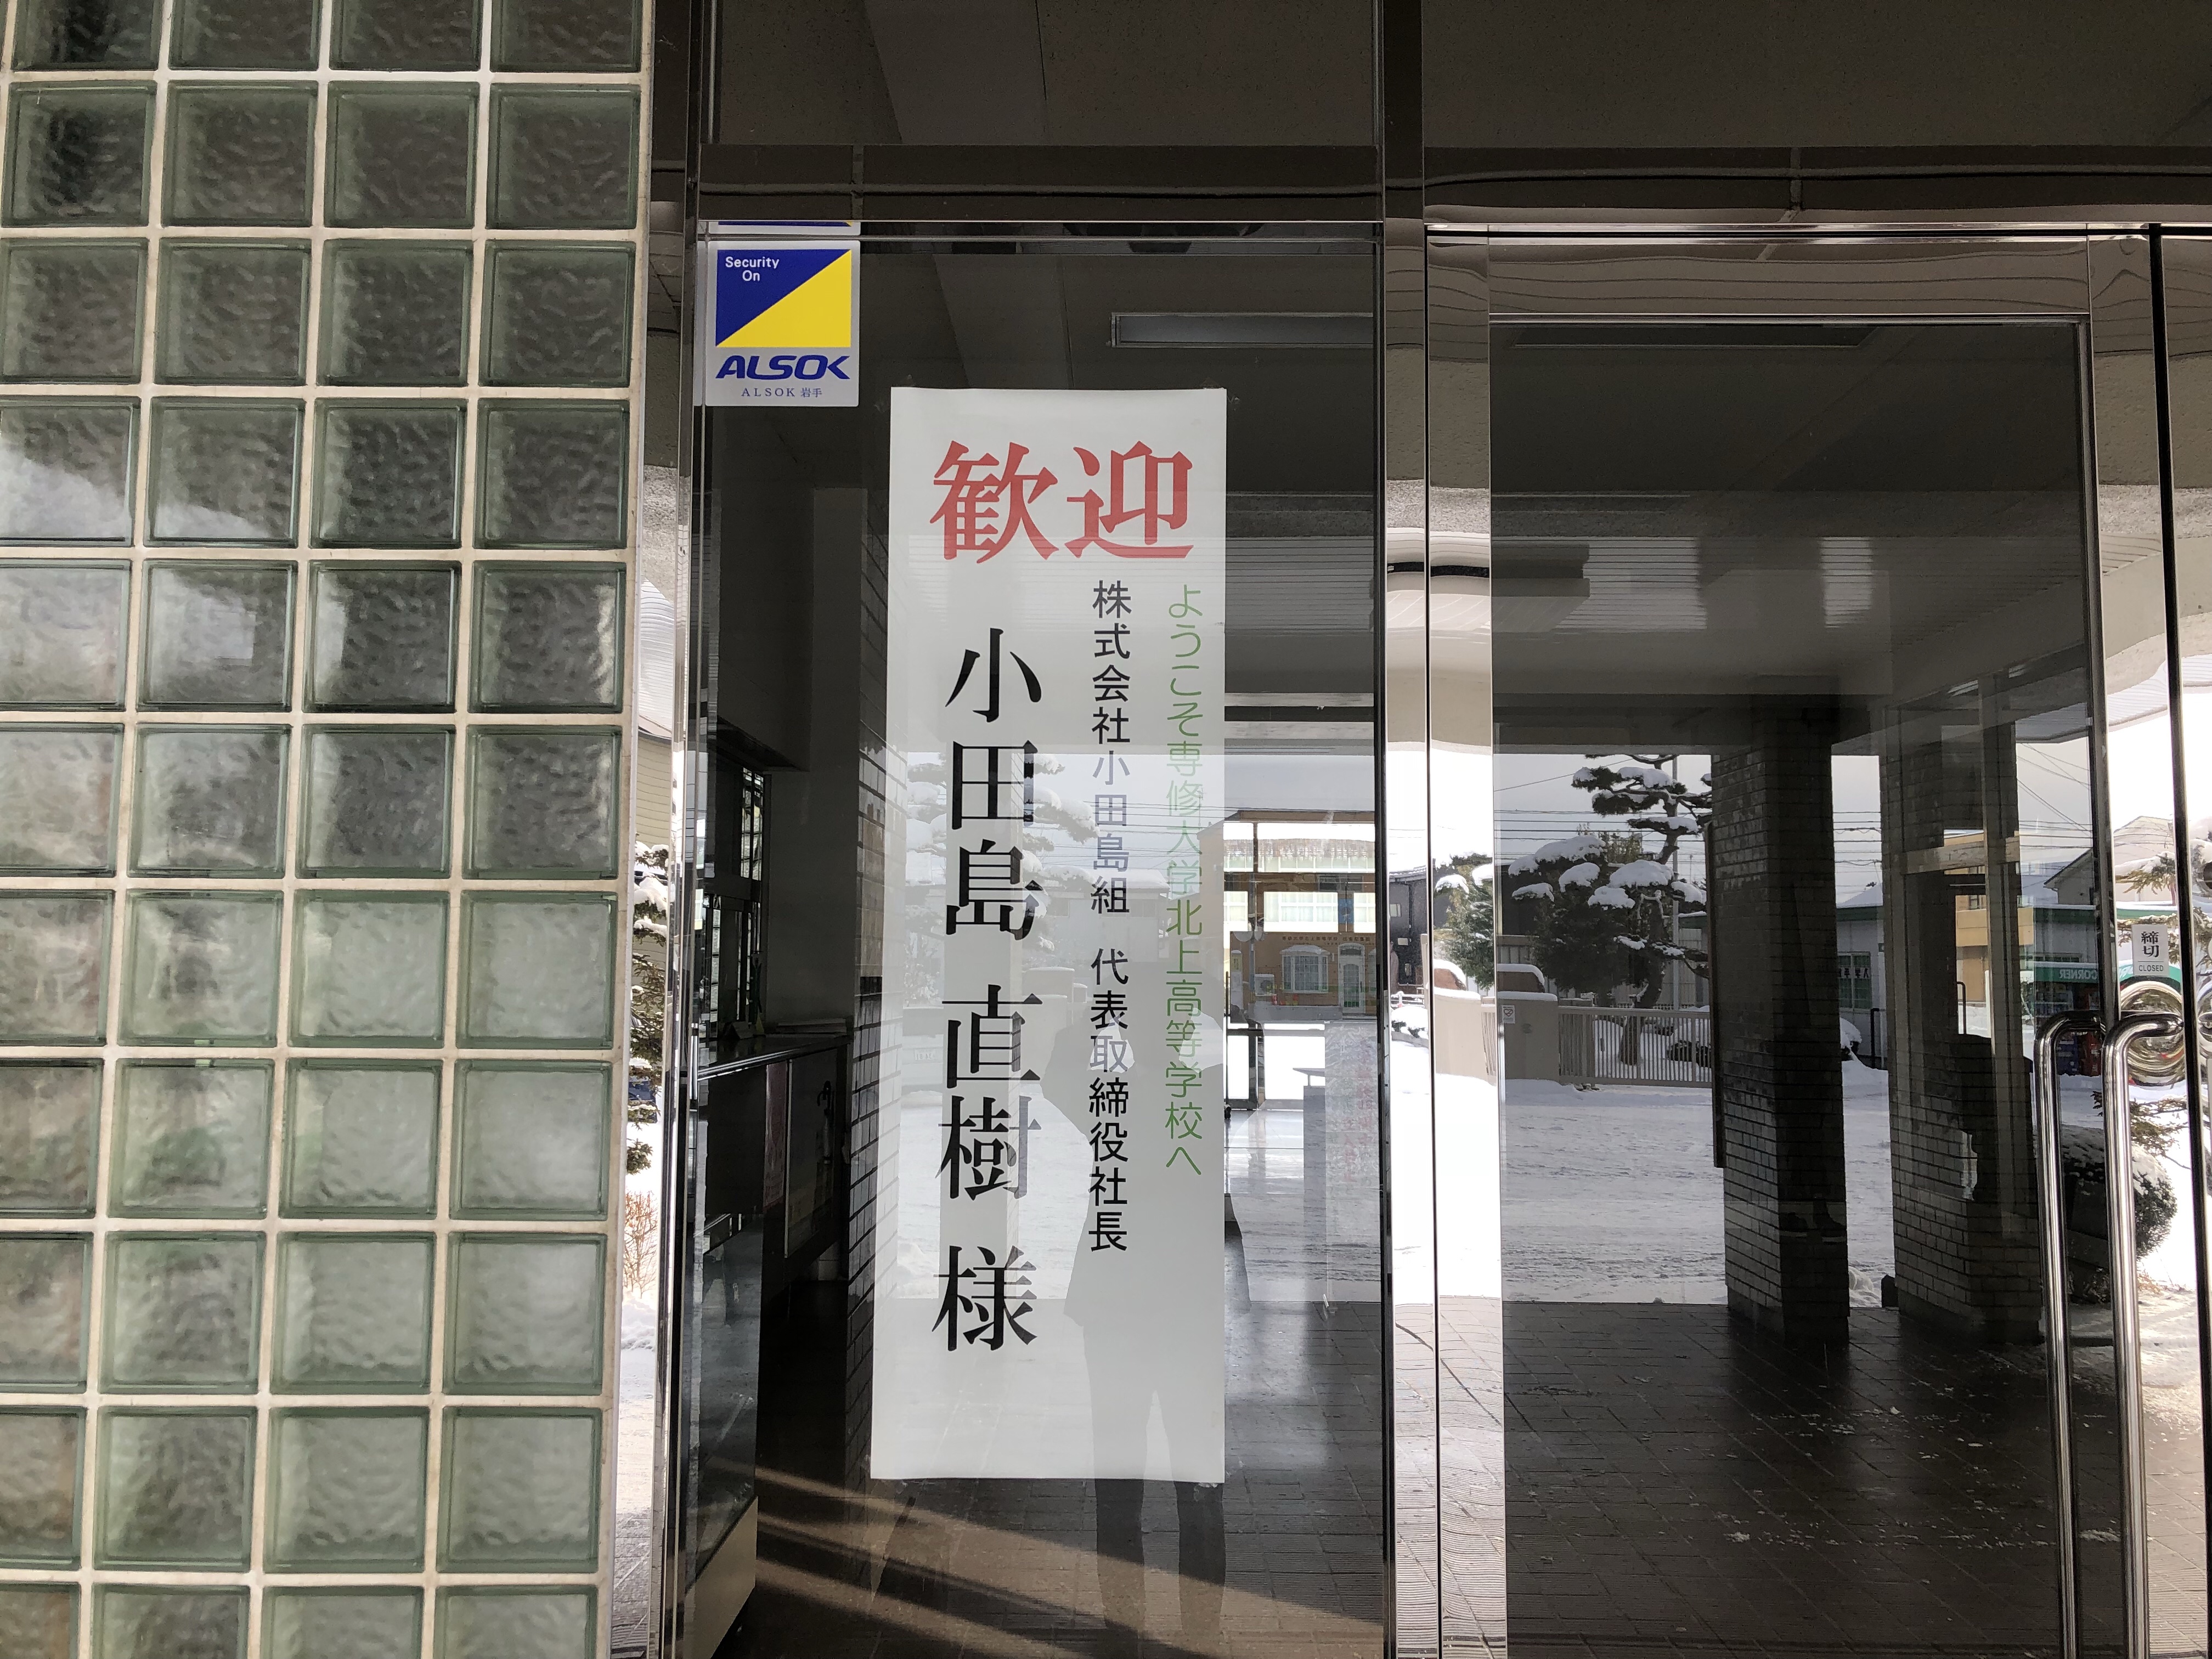 Security
On
ALSOK
ALSOK 岩手
歓迎
ようこそ専修大学北上高等学校へ
株式会社小田島組 代表取締役社長
小田島 直樹 様
締切
CLOSED
CORNER